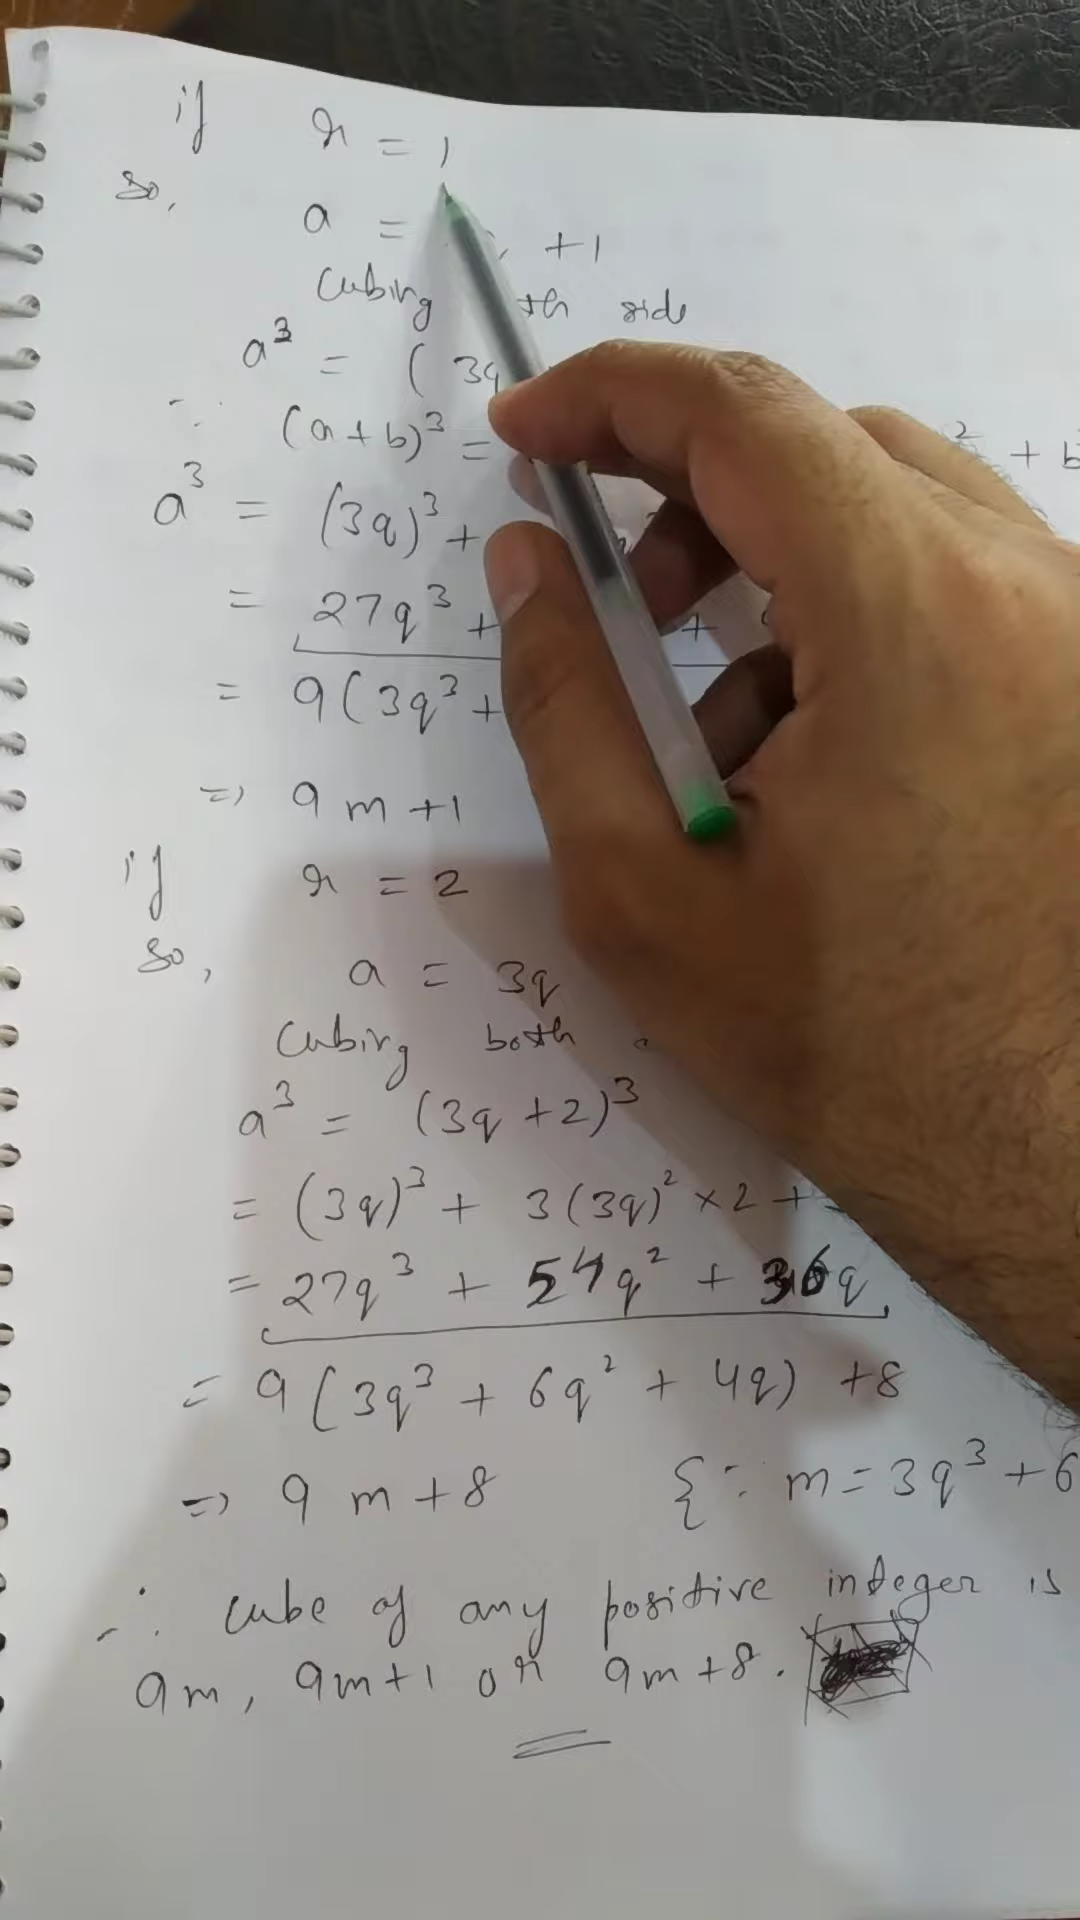 if r = 1
so,
a = +1
Cubing side
a³ = ( 3q
∵ (a+b)³ = ² + b
a³ = (3q)³ +
= 27q³ + +
= 9(3q³ +
⇒ 9m+1
if r = 2
so, a = 3q
Cubing both
a³ = (3q+2)³
= (3q)³ + 3(3q)² ×2 +
= 27q³ + 54q² + 36q
= 9(3q³ + 6q² + 4q) +8
⇒ 9m+8 {∵ m = 3q³ + 6
∴ cube of any positive integer is
9m, 9m+1 or 9m+8.